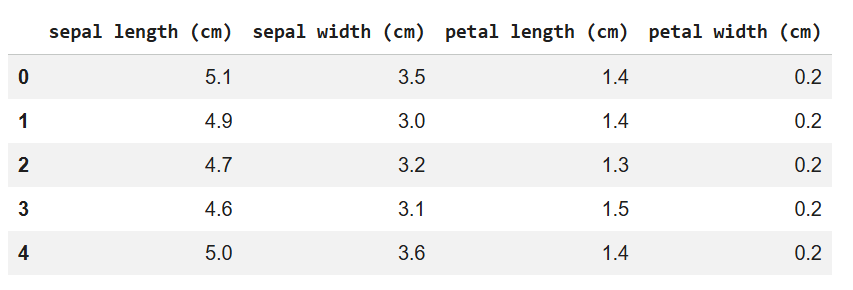 sepal length (cm) sepal width (cm) petal length (cm) petal width (cm)
0 5.1 3.5 1.4 0.2
1 4.9 3.0 1.4 0.2
2 4.7 3.2 1.3 0.2
3 4.6 3.1 1.5 0.2
4 5.0 3.6 1.4 0.2